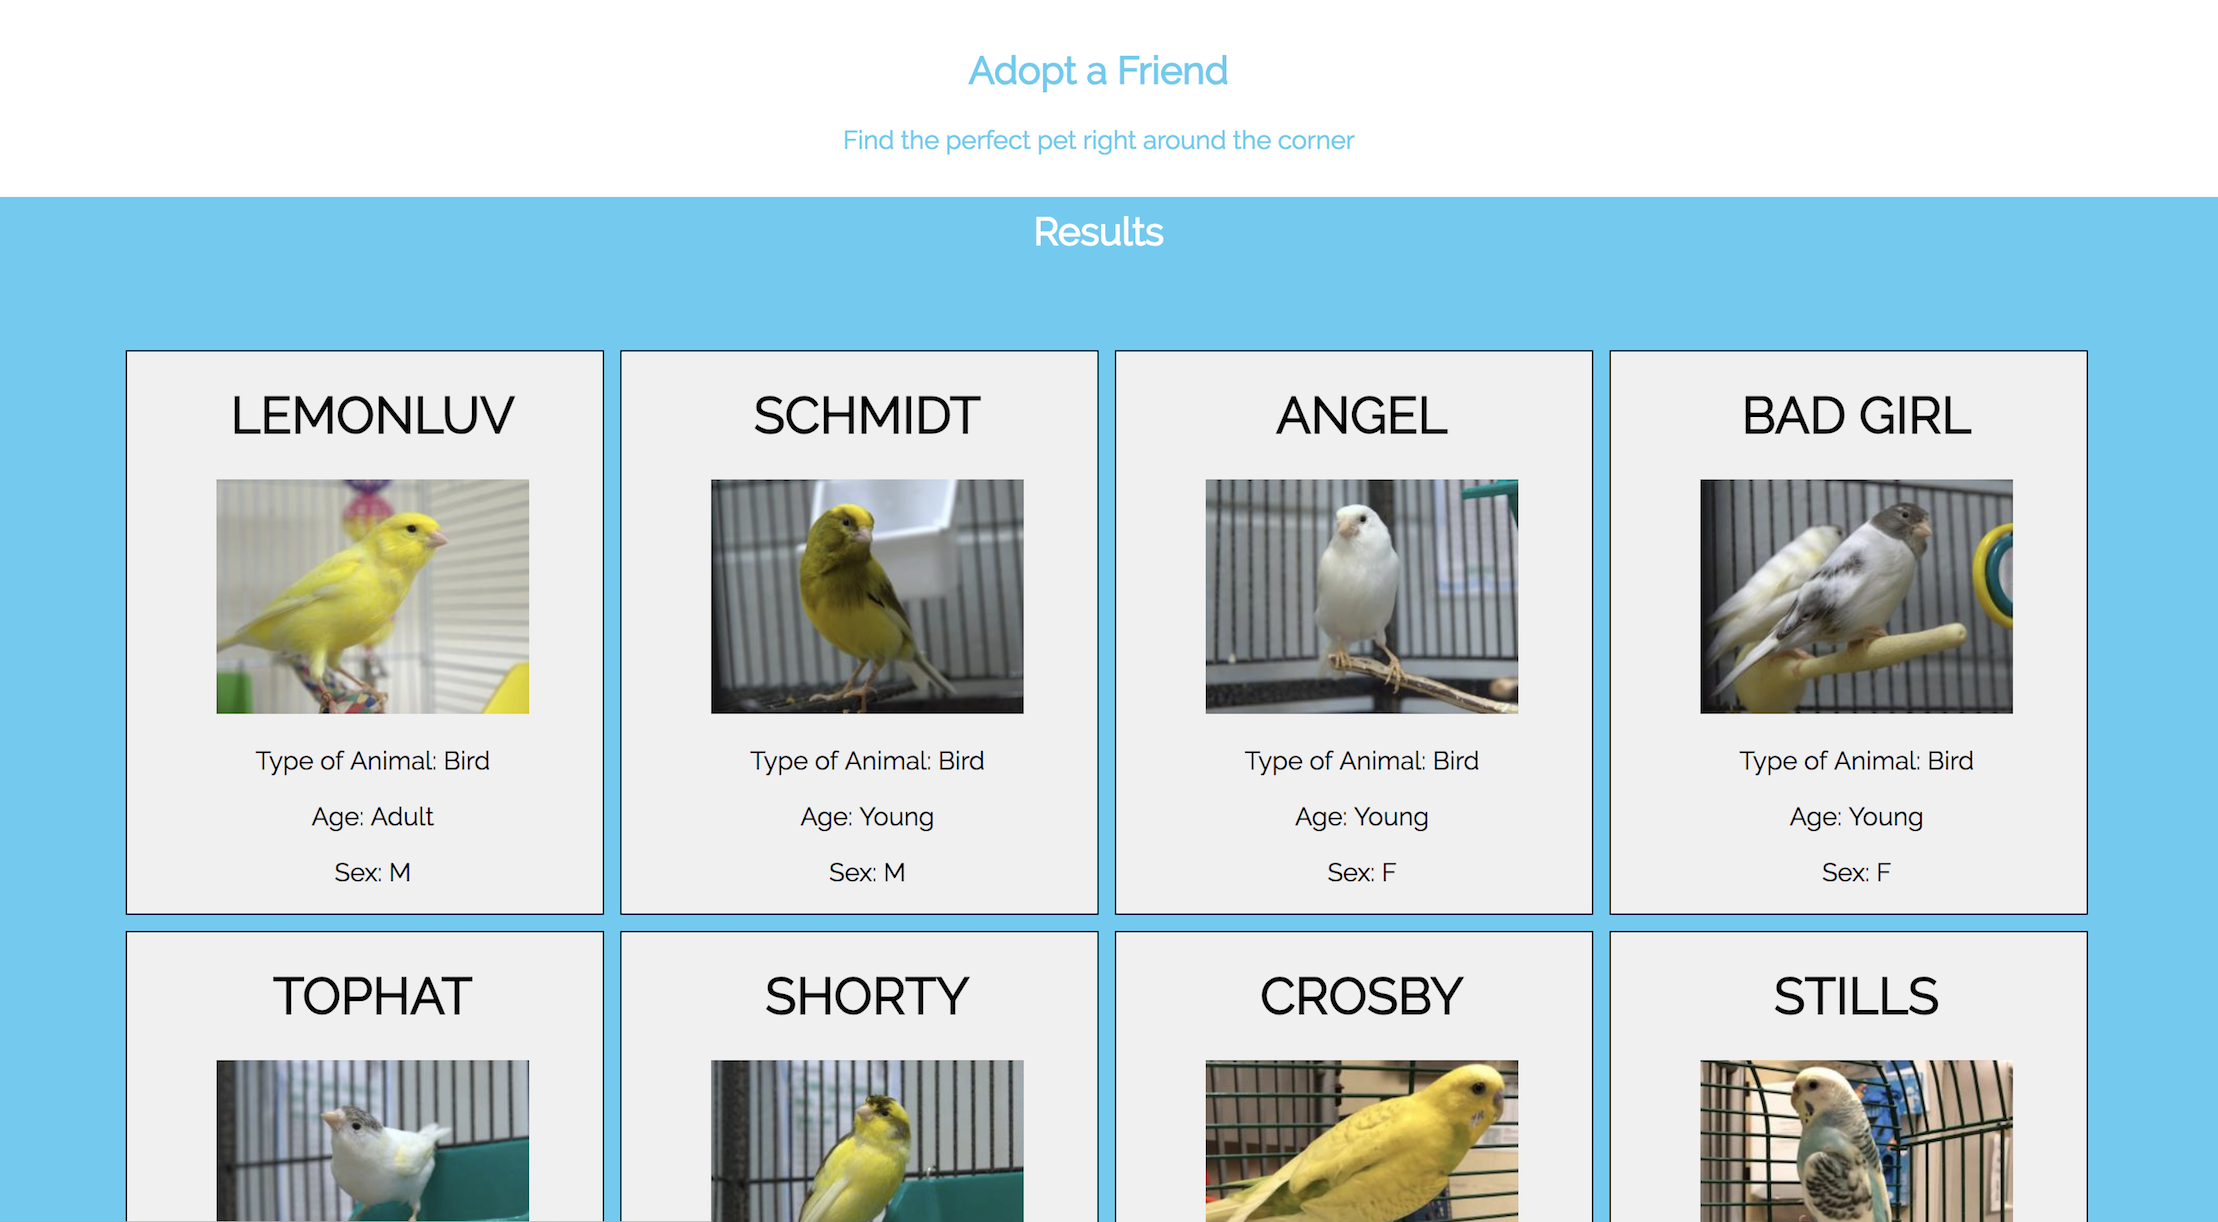 Adopt a Friend
Find the perfect pet right around the corner
Results
LEMONLUV
Type of Animal: Bird
Age: Adult
Sex: M
SCHMIDT
Type of Animal: Bird
Age: Young
Sex: M
ANGEL
Type of Animal: Bird
Age: Young
Sex: F
BAD GIRL
Type of Animal: Bird
Age: Young
Sex: F
TOPHAT
SHORTY
CROSBY
STILLS